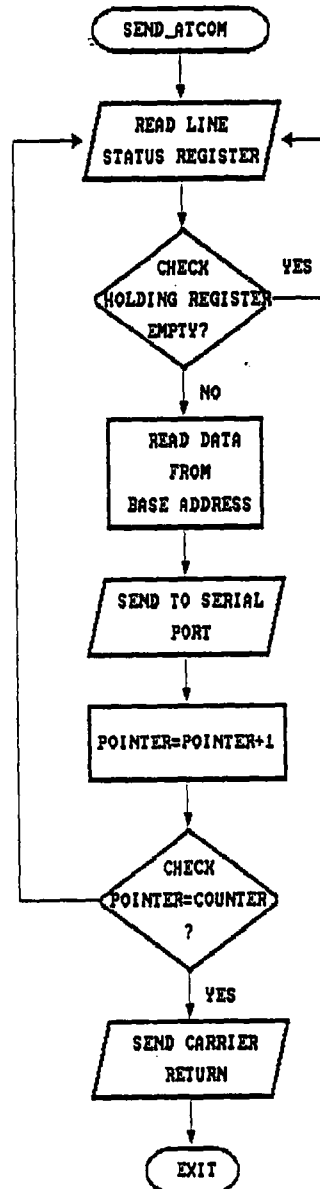 SEND_ATCOM
READ LINE
STATUS REGISTER
CHECK
HOLDING REGISTER
EMPTY?
YES
NO
READ DATA
FROM
BASE ADDRESS
SEND TO SERIAL
PORT
POINTER=POINTER+1
CHECK
POINTER=COUNTER
?
YES
SEND CARRIER
RETURN
EXIT